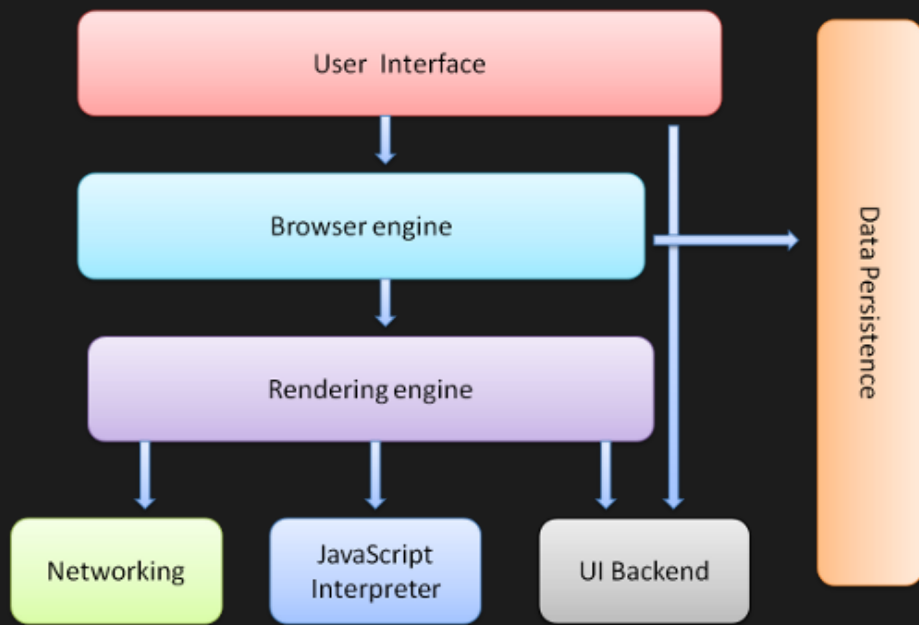 User Interface
Browser engine
Data Persistence
Rendering engine
Networking
JavaScript
Interpreter
UI Backend